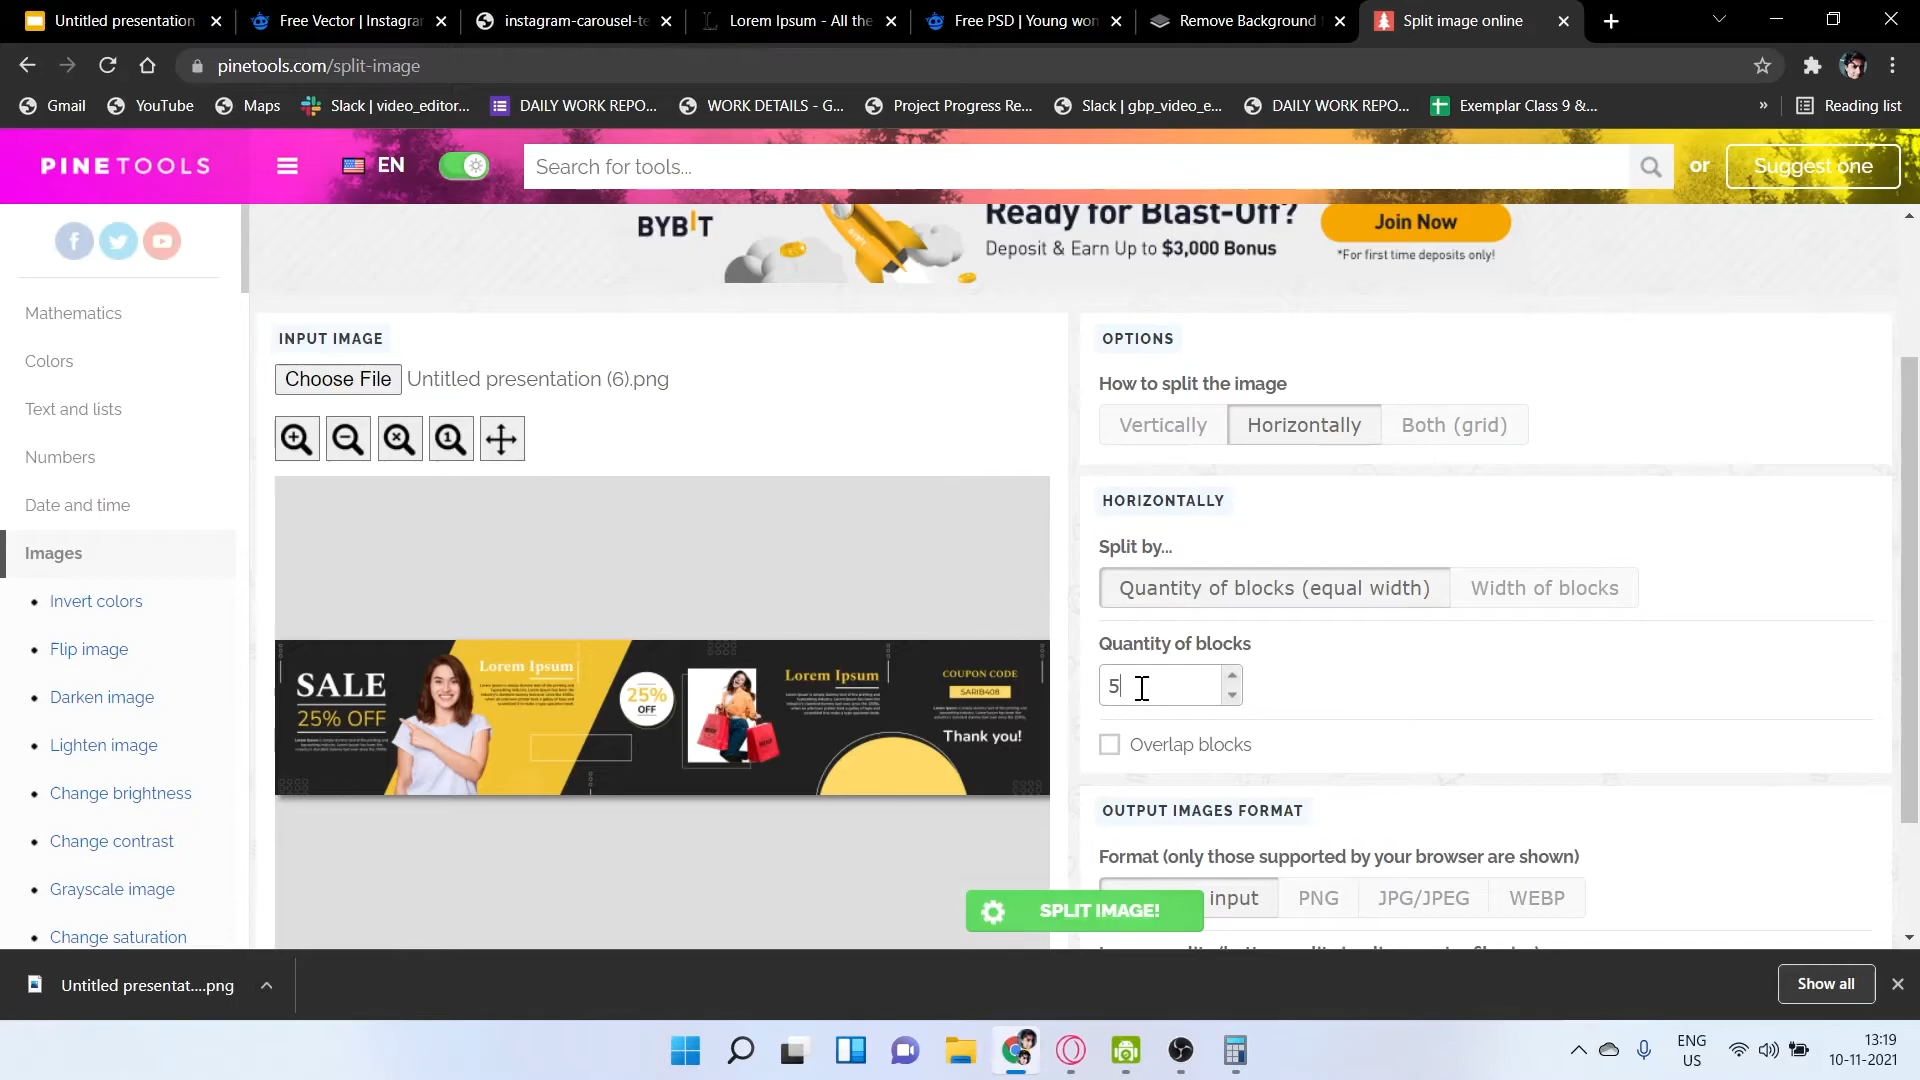 Untitled presentation
Free Vector | Instagra
instagram-carousel-te
Lorem Ipsum - All the
Free PSD | Young won
Remove Background
Split image online
pinetools.com/split-image
Gmail
YouTube
Maps
Slack | video_editor...
DAILY WORK REPO...
WORK DETAILS - G...
Project Progress Re...
Slack | gbp_video_e...
DAILY WORK REPO...
Exemplar Class 9 &...
»
Reading list
PINETOOLS
EN
Search for tools...
or
Suggest one
BYBIT
Ready for Blast-Off?
Deposit & Earn Up to $3,000 Bonus
Join Now
*For first time deposits only!
Mathematics
Colors
Text and lists
Numbers
Date and time
Images
Invert colors
Flip image
Darken image
Lighten image
Change brightness
Change contrast
Grayscale image
Change saturation
INPUT IMAGE
Choose File Untitled presentation (6).png
SALE
25% OFF
Lorem Ipsum
25%
OFF
Lorem Ipsum
COUPON CODE
SARIB408
Thank you!
OPTIONS
How to split the image
Vertically
Horizontally
Both (grid)
HORIZONTALLY
Split by...
Quantity of blocks (equal width)
Width of blocks
Quantity of blocks
5
Overlap blocks
OUTPUT IMAGES FORMAT
Format (only those supported by your browser are shown)
input
PNG
JPG/JPEG
WEBP
SPLIT IMAGE!
Untitled presentat....png
Show all
ENG
US
13:19
10-11-2021